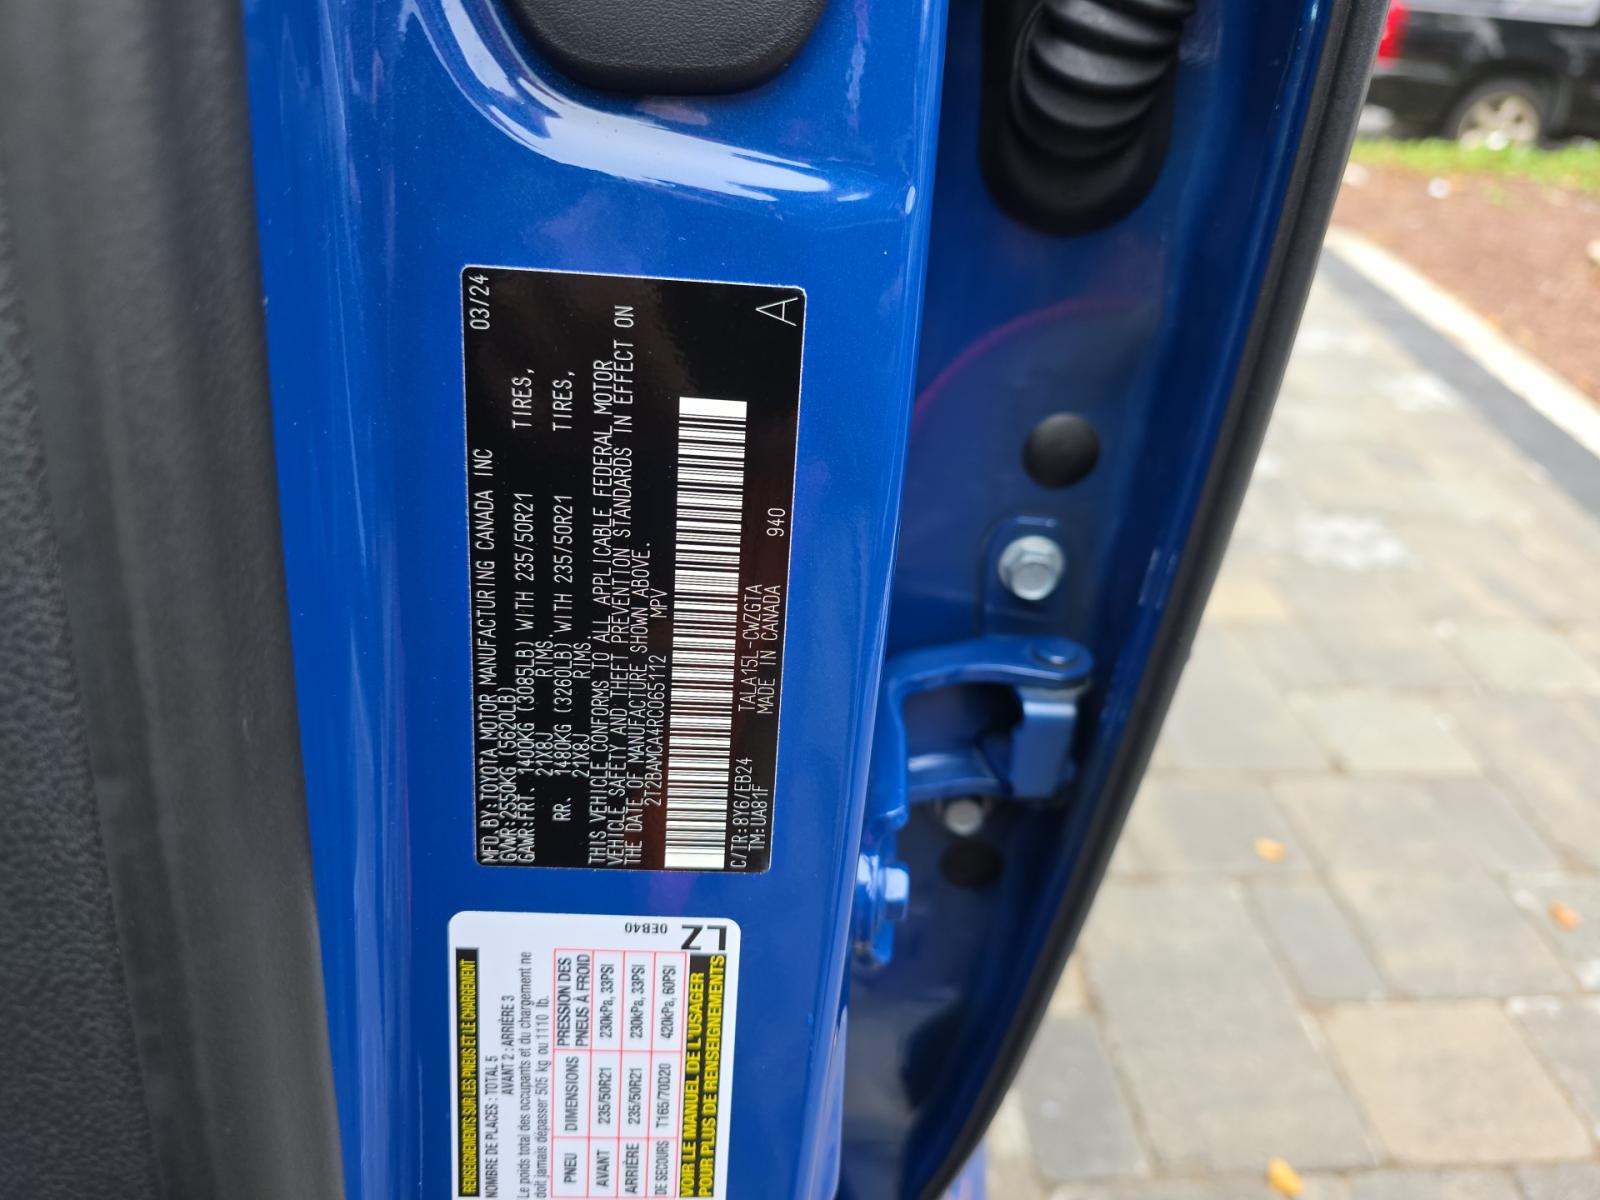 MFD.BY:TOYOTA MOTOR MANUFACTURING CANADA INC 03/24
GVWR:2550KG (5620LB)
GAWR:FRT. 1400KG (3085LB) WITH 235/50R21 TIRES,
21X8J RIMS.
RR. 1480KG (3260LB) WITH 235/50R21 TIRES,
21X8J RIMS.
THIS VEHICLE CONFORMS TO ALL APPLICABLE FEDERAL MOTOR
VEHICLE SAFETY AND THEFT PREVENTION STANDARDS IN EFFECT ON
THE DATE OF MANUFACTURE SHOWN ABOVE.
2T2BAMCA4RC065112 MPV
C/TR:8Y6/EB24 TALA15L-CWZGTA 940
TM:UA81F MADE IN CANADA A
RENSEIGNEMENTS SUR LES PNEUS ET LE CHARGEMENT
NOMBRE DE PLACES : TOTAL 5
AVANT 2 : ARRIÈRE 3
Le poids total des occupants et du chargement ne
doit jamais dépasser 505 kg ou 1110 lb.
PNEU DIMENSIONS PRESSION DES PNEUS À FROID
AVANT 235/50R21 230kPa, 33PSI
ARRIÈRE 235/50R21 230kPa, 33PSI
DE SECOURS T165/70D20 420kPa, 60PSI
VOIR LE MANUEL DE L'USAGER
POUR PLUS DE RENSEIGNEMENTS
0EB40
LZ